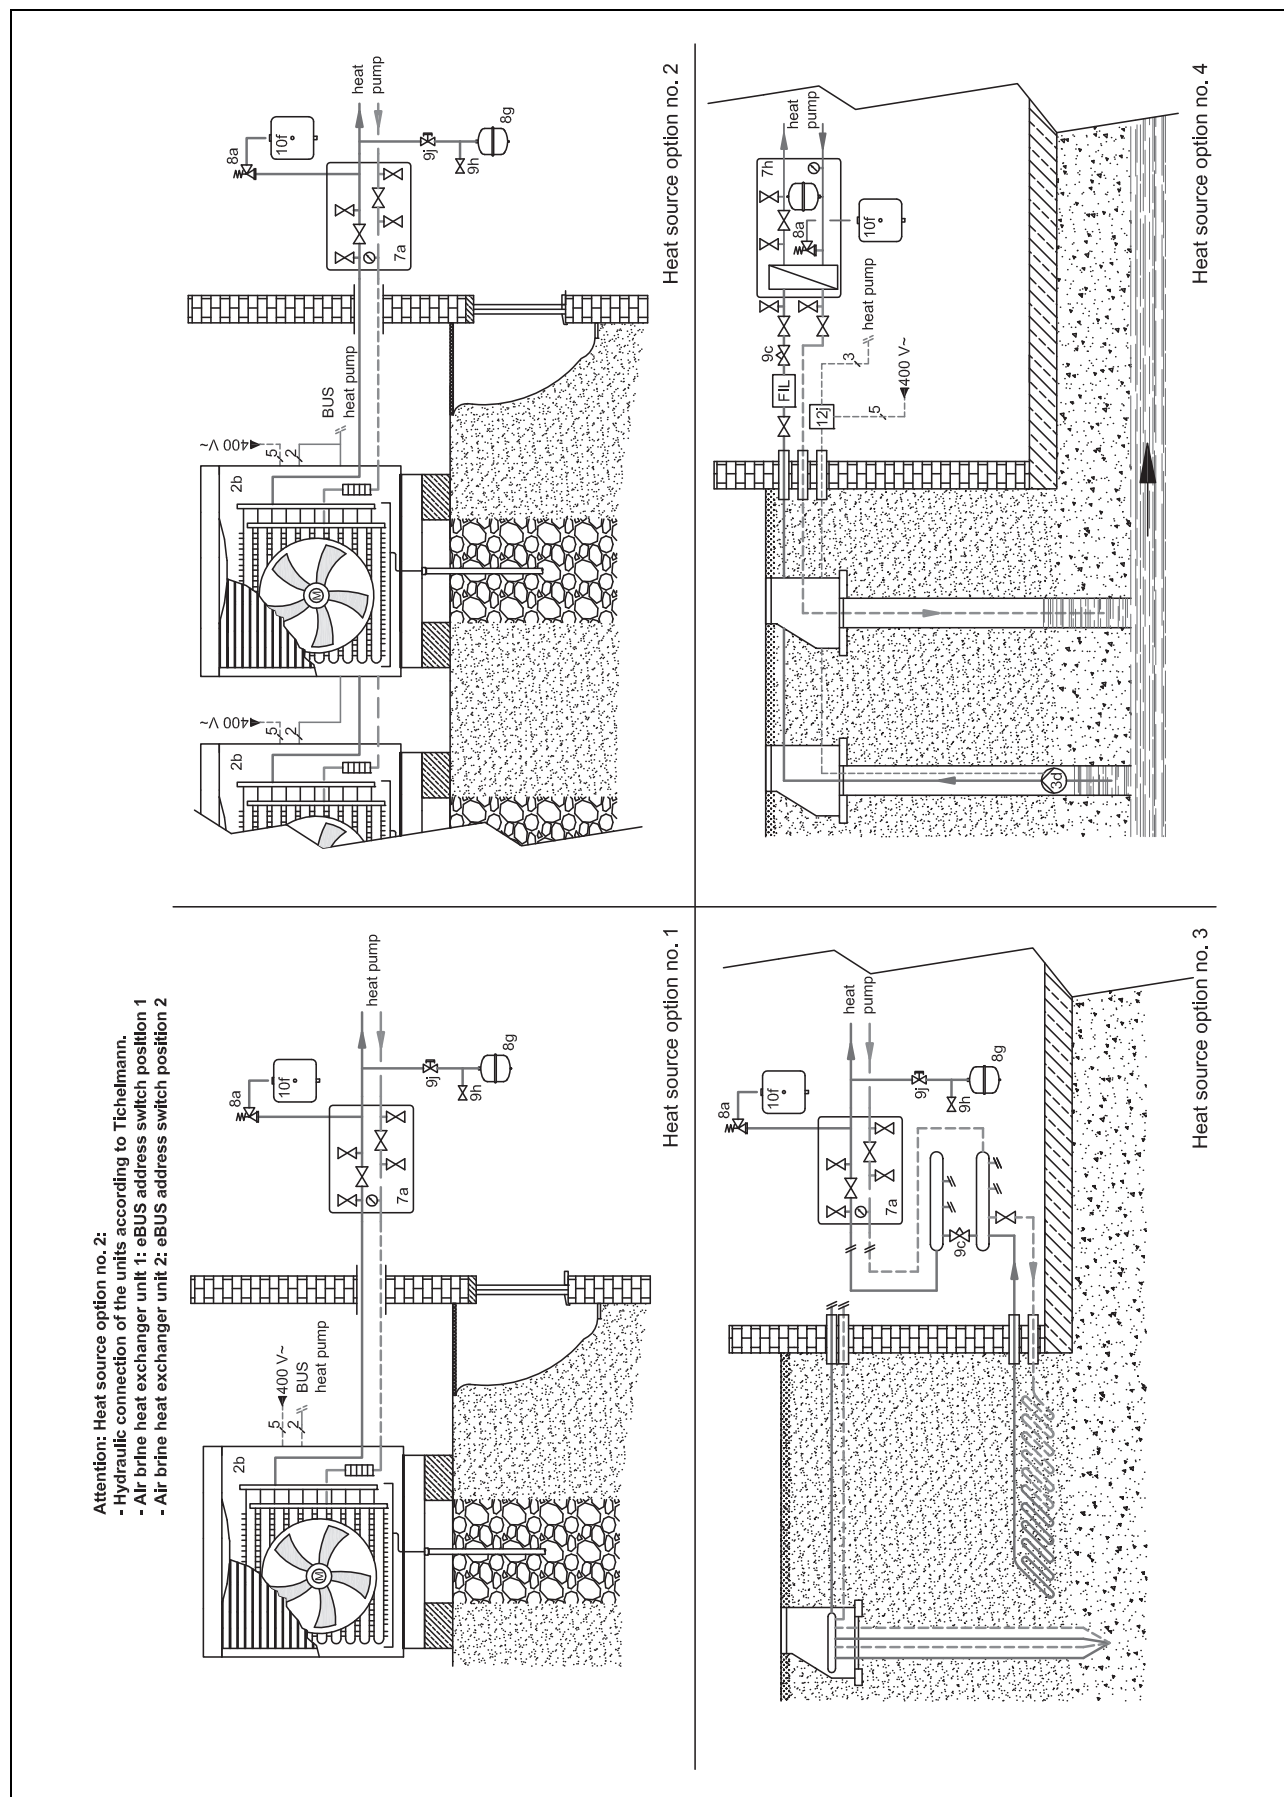 Attention: Heat source option no. 2:
- Hydraulic connection of the units according to Tichelmann.
- Air brine heat exchanger unit 1: eBUS address switch position 1
- Air brine heat exchanger unit 2: eBUS address switch position 2
2b
5
400 V~
2
BUS
heat pump
M
7a
8a
10f
heat pump
9j
9h
8g
Heat source option no. 1
2b
400 V~
5
2
M
2b
400 V~
5
2
BUS
heat pump
7a
8a
10f
heat
pump
9j
9h
8g
Heat source option no. 2
8a
10f
7a
heat
pump
9j
9h
8g
9c
Heat source option no. 3
7h
heat
pump
8a
10f
9c
FIL
12j
3
heat pump
5
400 V~
3d
Heat source option no. 4